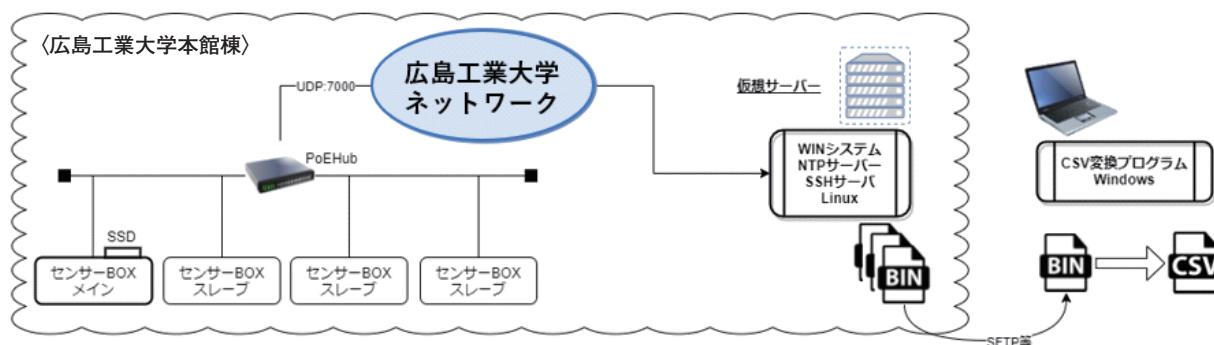 〈広島工業大学本館棟〉
広島工業大学
ネットワーク
UDP:7000
仮想サーバー
PoEHub
WINシステム
NTPサーバー
SSHサーバ
Linux
CSV変換プログラム
Windows
SSD
センサーBOX
メイン
センサーBOX
スレーブ
センサーBOX
スレーブ
センサーBOX
スレーブ
BIN
BIN
CSV
SFTP等